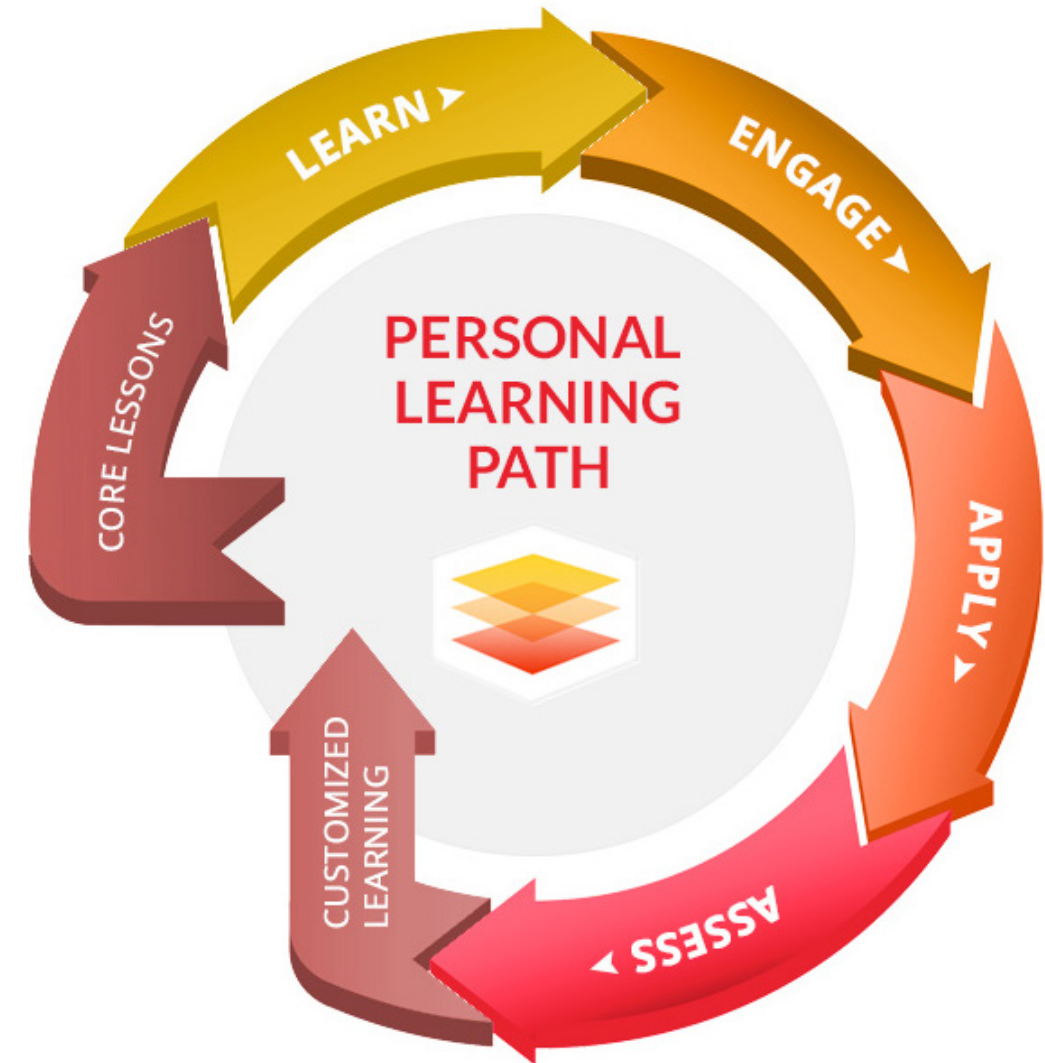 LEARN
ENGAGE
CORE LESSONS
PERSONAL
LEARNING
PATH
APPLY
CUSTOMIZED
LEARNING
ASSESS